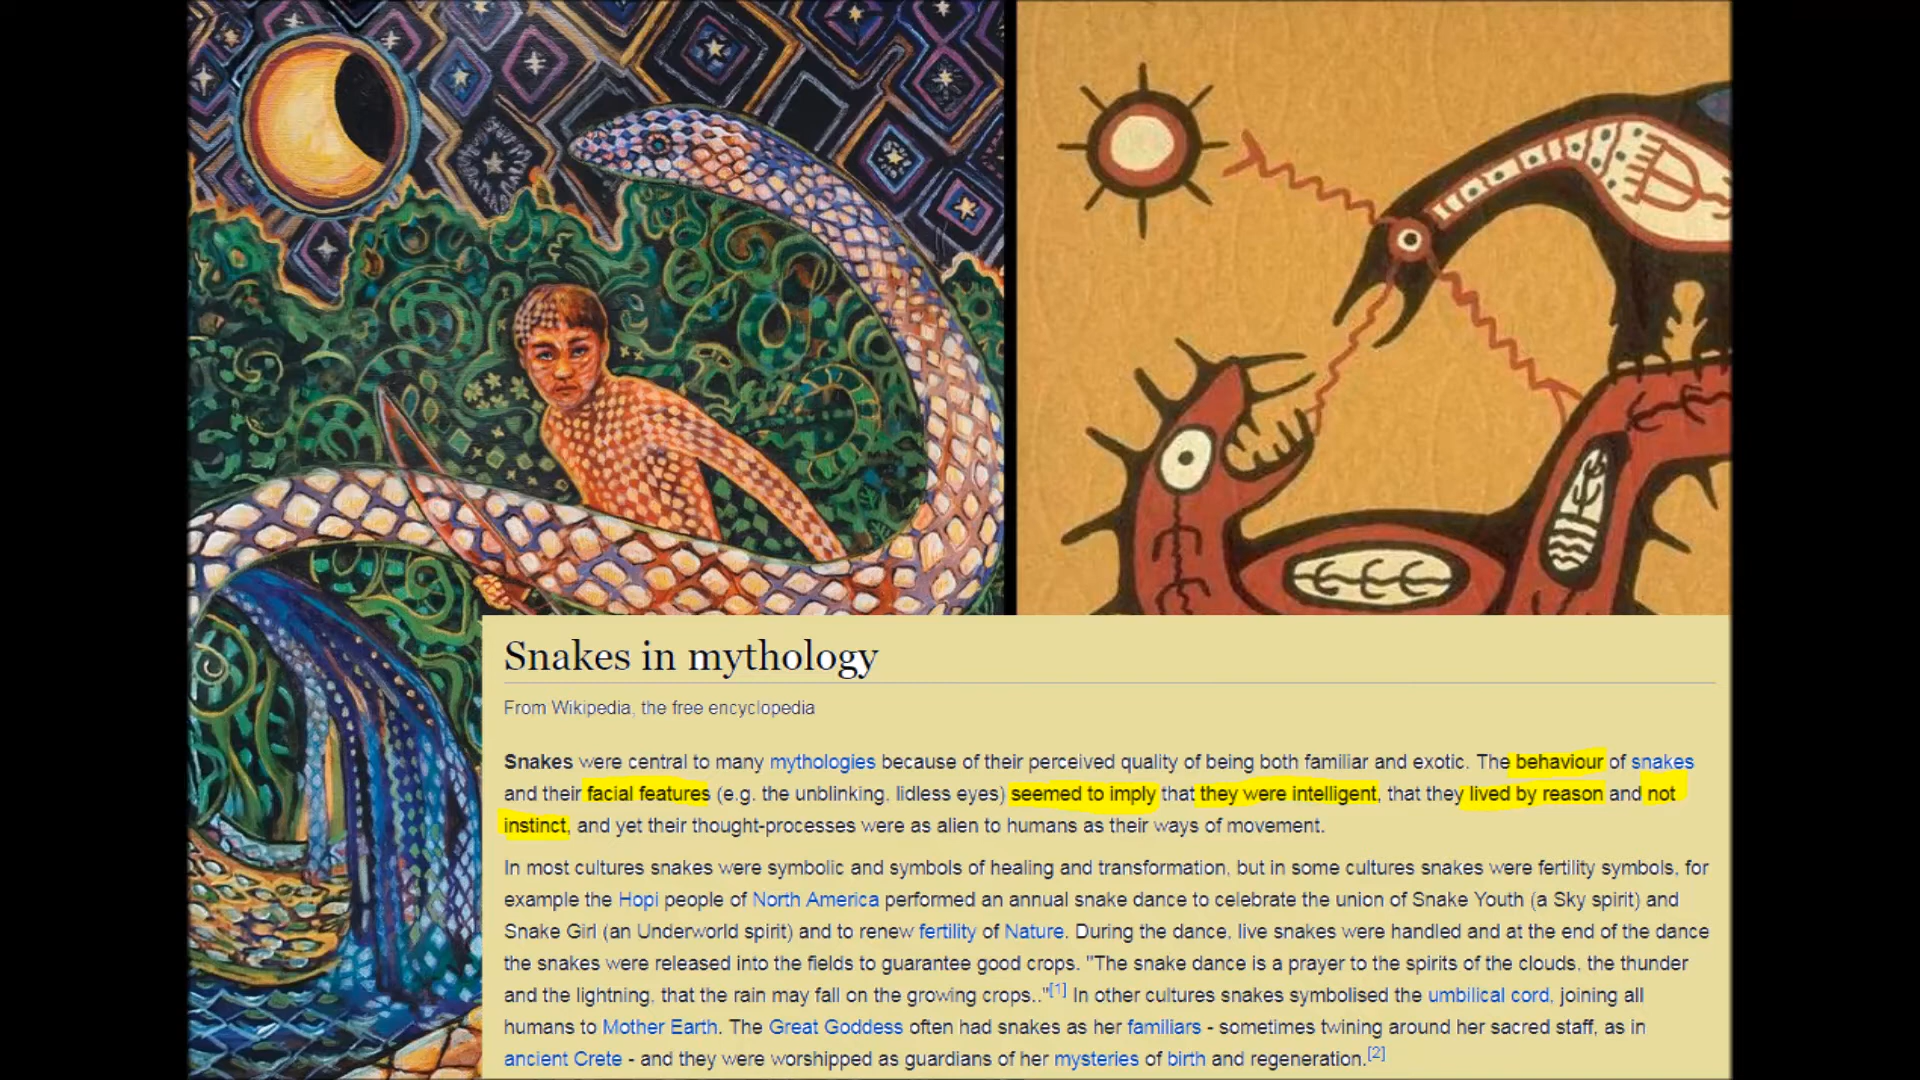 Snakes in mythology
From Wikipedia, the free encyclopedia
Snakes were central to many mythologies because of their perceived quality of being both familiar and exotic. The behaviour of snakes
and their facial features (e.g. the unblinking, lidless eyes) seemed to imply that they were intelligent, that they lived by reason and not
instinct, and yet their thought-processes were as alien to humans as their ways of movement.
In most cultures snakes were symbolic and symbols of healing and transformation, but in some cultures snakes were fertility symbols, for
example the Hopi people of North America performed an annual snake dance to celebrate the union of Snake Youth (a Sky spirit) and
Snake Girl (an Underworld spirit) and to renew fertility of Nature. During the dance, live snakes were handled and at the end of the dance
the snakes were released into the fields to guarantee good crops. "The snake dance is a prayer to the spirits of the clouds, the thunder
and the lightning, that the rain may fall on the growing crops.."[1] In other cultures snakes symbolised the umbilical cord, joining all
humans to Mother Earth. The Great Goddess often had snakes as her familiars - sometimes twining around her sacred staff, as in
ancient Crete - and they were worshipped as guardians of her mysteries of birth and regeneration.[2]